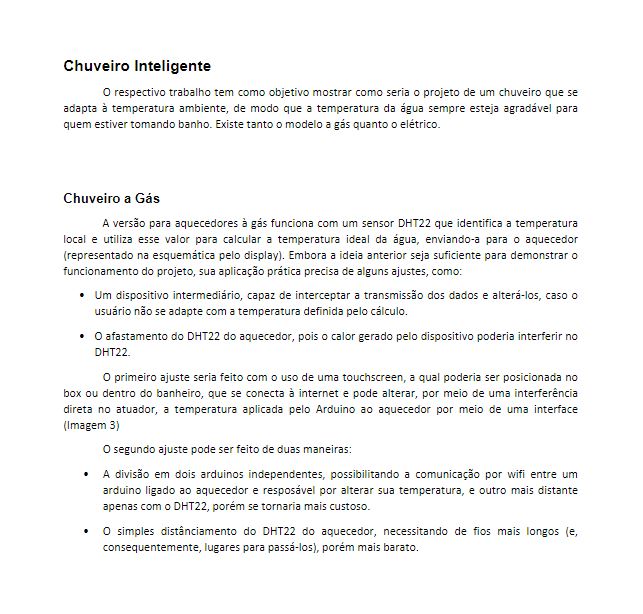 Chuveiro Inteligente
O respectivo trabalho tem como objetivo mostrar como seria o projeto de um chuveiro que se
adapta à temperatura ambiente, de modo que a temperatura da água sempre esteja agradável para
quem estiver tomando banho. Existe tanto o modelo a gás quanto o elétrico.
Chuveiro a Gás
A versão para aquecedores à gás funciona com um sensor DHT22 que identifica a temperatura
local e utiliza esse valor para calcular a temperatura ideal da água, enviando-a para o aquecedor
(representado na esquemática pelo display). Embora a ideia anterior seja suficiente para demonstrar o
funcionamento do projeto, sua aplicação prática precisa de alguns ajustes, como:
• Um dispositivo intermediário, capaz de interceptar a transmissão dos dados e alterá-los, caso o
usuário não se adapte com a temperatura definida pelo cálculo.
• O afastamento do DHT22 do aquecedor, pois o calor gerado pelo dispositivo poderia interferir no
DHT22.
O primeiro ajuste seria feito com o uso de uma touchscreen, a qual poderia ser posicionada no
box ou dentro do banheiro, que se conecta à internet e pode alterar, por meio de uma interferência
direta no atuador, a temperatura aplicada pelo Arduino ao aquecedor por meio de uma interface
(Imagem 3)
O segundo ajuste pode ser feito de duas maneiras:
• A divisão em dois arduinos independentes, possibilitando a comunicação por wifi entre um
arduino ligado ao aquecedor e resposável por alterar sua temperatura, e outro mais distante
apenas com o DHT22, porém se tornaria mais custoso.
• O simples distânciamento do DHT22 do aquecedor, necessitando de fios mais longos (e,
consequentemente, lugares para passá-los), porém mais barato.